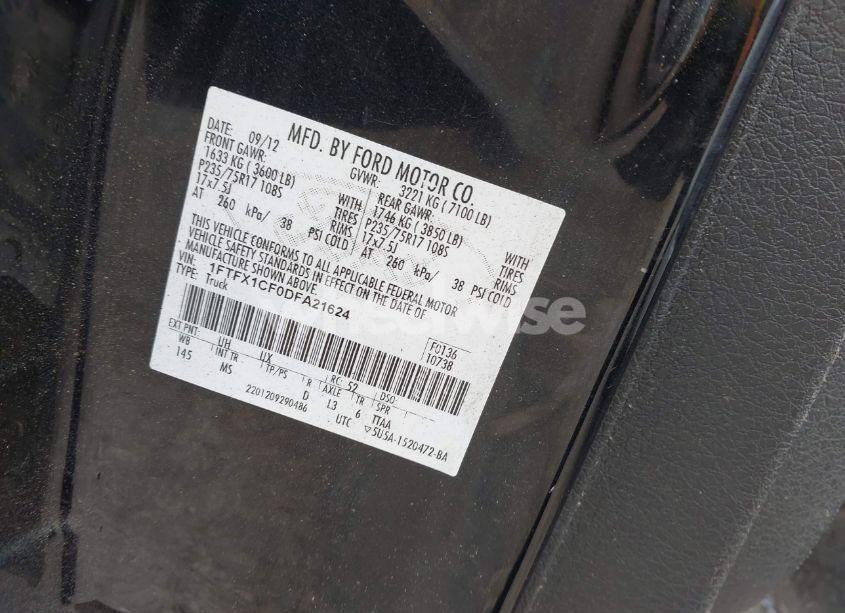 MFD. BY FORD MOTOR CO.
DATE: 09/12 GVWR: 3221 KG ( 7100 LB)
FRONT GAWR: REAR GAWR:
1633 KG ( 3600 LB) WITH 1746 KG ( 3850 LB) WITH
P235/75R17 108S TIRES P235/75R17 108S TIRES
17x7.5J RIMS 17x7.5J RIMS
AT 260 kPa/ 38 PSI COLD AT 260 kPa/ 38 PSI COLD
THIS VEHICLE CONFORMS TO ALL APPLICABLE FEDERAL MOTOR
VEHICLE SAFETY STANDARDS IN EFFECT ON THE DATE OF
MANUFACTURE SHOWN ABOVE.
VIN: 1FTFX1CF0DFA21624
TYPE: Truck
F0136
10738
EXT PNT: UH UX RC: 52 DSO:
WB INT TR TP/PS R AXLE TR SPR
145 MS D L3 6 TTAA
2201209290486 UTC ▽5U5A-1520472-BA
wheelwise